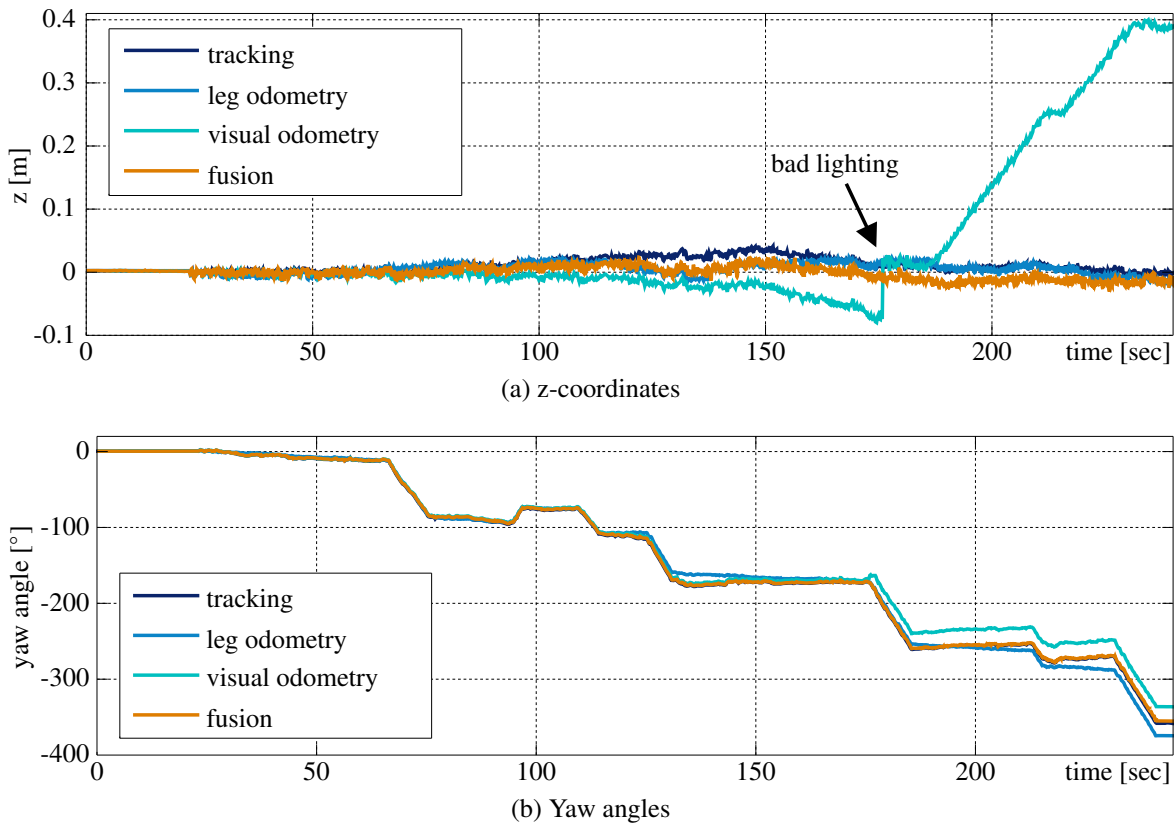 0.4
0.3
0.2
0.1
0
-0.1
z [m]
tracking
leg odometry
visual odometry
fusion
bad lighting
0 50 100 150 200 time [sec]
(a) z-coordinates
0
-100
-200
-300
-400
yaw angle [°]
tracking
leg odometry
visual odometry
fusion
0 50 100 150 200 time [sec]
(b) Yaw angles